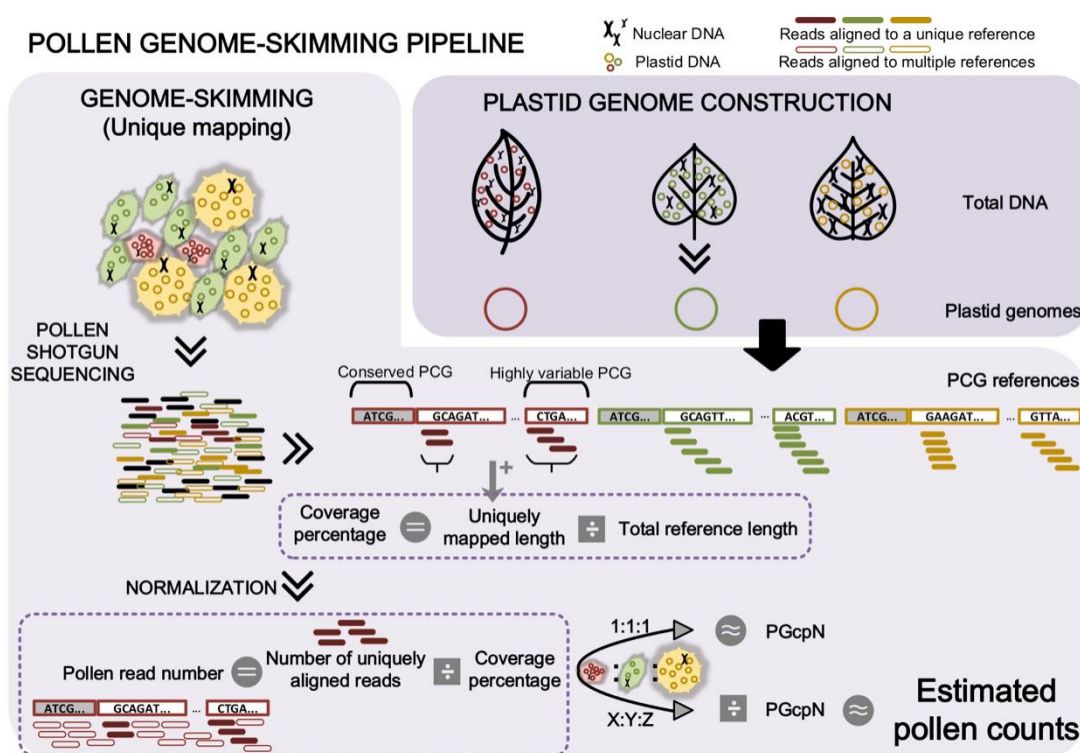 POLLEN GENOME-SKIMMING PIPELINE
Nuclear DNA
Plastid DNA
Reads aligned to a unique reference
Reads aligned to multiple references
GENOME-SKIMMING
(Unique mapping)
PLASTID GENOME CONSTRUCTION
Total DNA
Plastid genomes
POLLEN
SHOTGUN
SEQUENCING
PCG references
Conserved PCG
Highly variable PCG
ATCG... GCAGAT... ... CTGA... ATCG... GCAGTT... ... ACGT... ATCG... GAAGAT... ... GTTA...
+
Coverage
percentage
=
Uniquely
mapped length
÷
Total reference length
NORMALIZATION
Pollen read number
=
Number of uniquely
aligned reads
÷
Coverage
percentage
ATCG... GCAGAT... ... CTGA...
1:1:1
≈
PGcpN
: :
X:Y:Z
÷
PGcpN
≈
Estimated
pollen counts